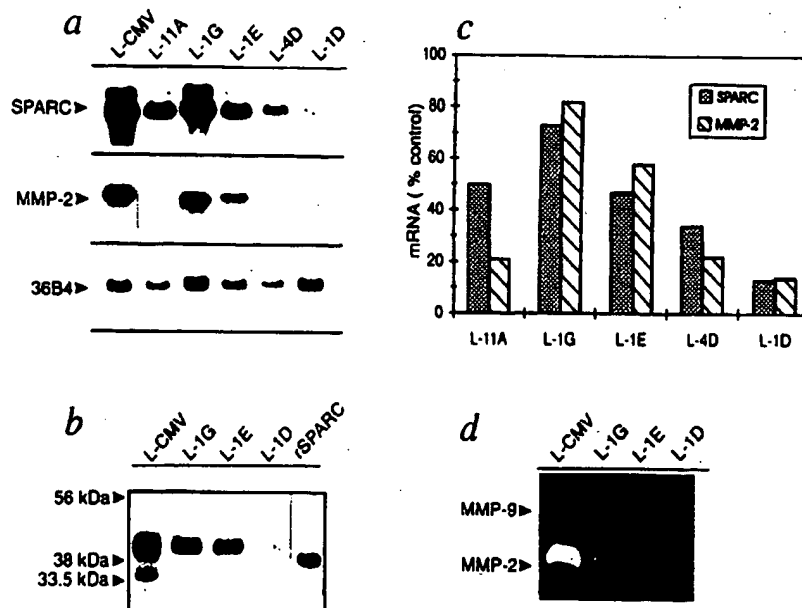 a
L-CMV L-11A L-1G L-1E L-4D L-1D
SPARC
MMP-2
36B4
b
L-CMV L-1G L-1E L-1D rSPARC
56 kDa
38 kDa
33.5 kDa
c
mRNA ( % control)
100
80
60
40
20
0
SPARC
MMP-2
L-11A L-1G L-1E L-4D L-1D
d
L-CMV L-1G L-1E L-1D
MMP-9
MMP-2